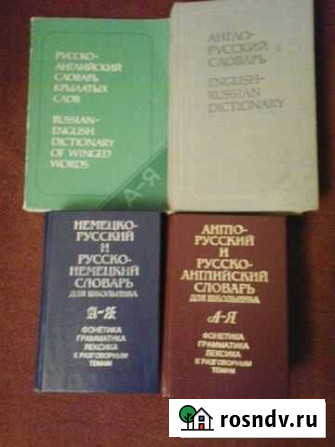 РУССКО-
АНГЛИЙСКИЙ
СЛОВАРЬ
КРЫЛАТЫХ
СЛОВ
RUSSIAN-
ENGLISH
DICTIONARY
OF WINGED
WORDS
А-Я
АНГЛО-
РУССКИЙ
СЛОВАРЬ
ENGLISH-
RUSSIAN
DICTIONARY
НЕМЕЦКО-
РУССКИЙ И
РУССКО-
НЕМЕЦКИЙ
СЛОВАРЬ
ДЛЯ ШКОЛЬНИКА
А-Я
ФОНЕТИКА
ГРАММАТИКА
ЛЕКСИКА
К РАЗГОВОРНЫМ
ТЕМАМ
АНГЛО-
РУССКИЙ И
РУССКО-
АНГЛИЙСКИЙ
СЛОВАРЬ
ДЛЯ ШКОЛЬНИКА
А-Я
ФОНЕТИКА
ГРАММАТИКА
ЛЕКСИКА
К РАЗГОВОРНЫМ
ТЕМАМ
rosndv.ru